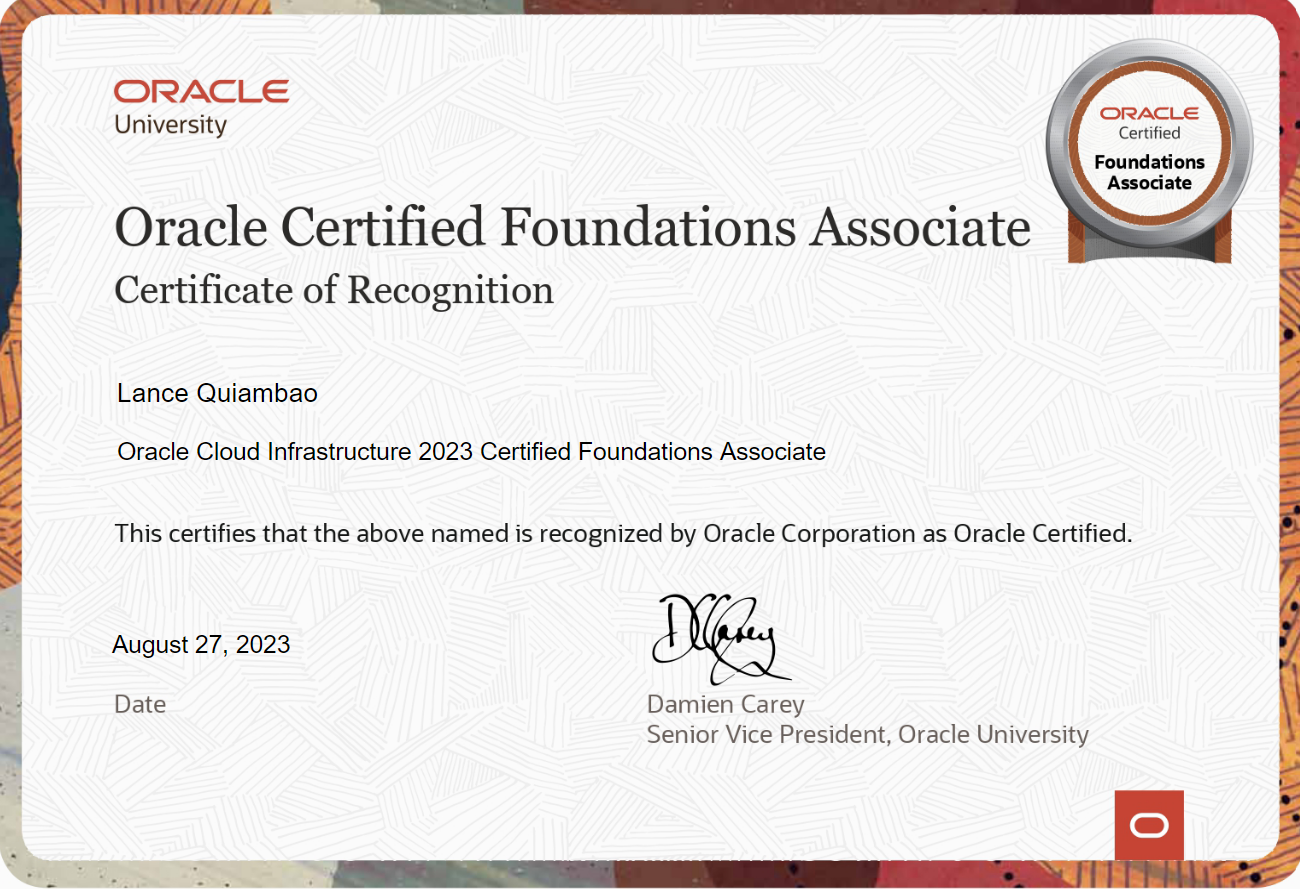 ORACLE
University
ORACLE
Certified
Foundations
Associate
Oracle Certified Foundations Associate
Certificate of Recognition
Lance Quiambao
Oracle Cloud Infrastructure 2023 Certified Foundations Associate
This certifies that the above named is recognized by Oracle Corporation as Oracle Certified.
August 27, 2023
Date
DCCarey
Damien Carey
Senior Vice President, Oracle University